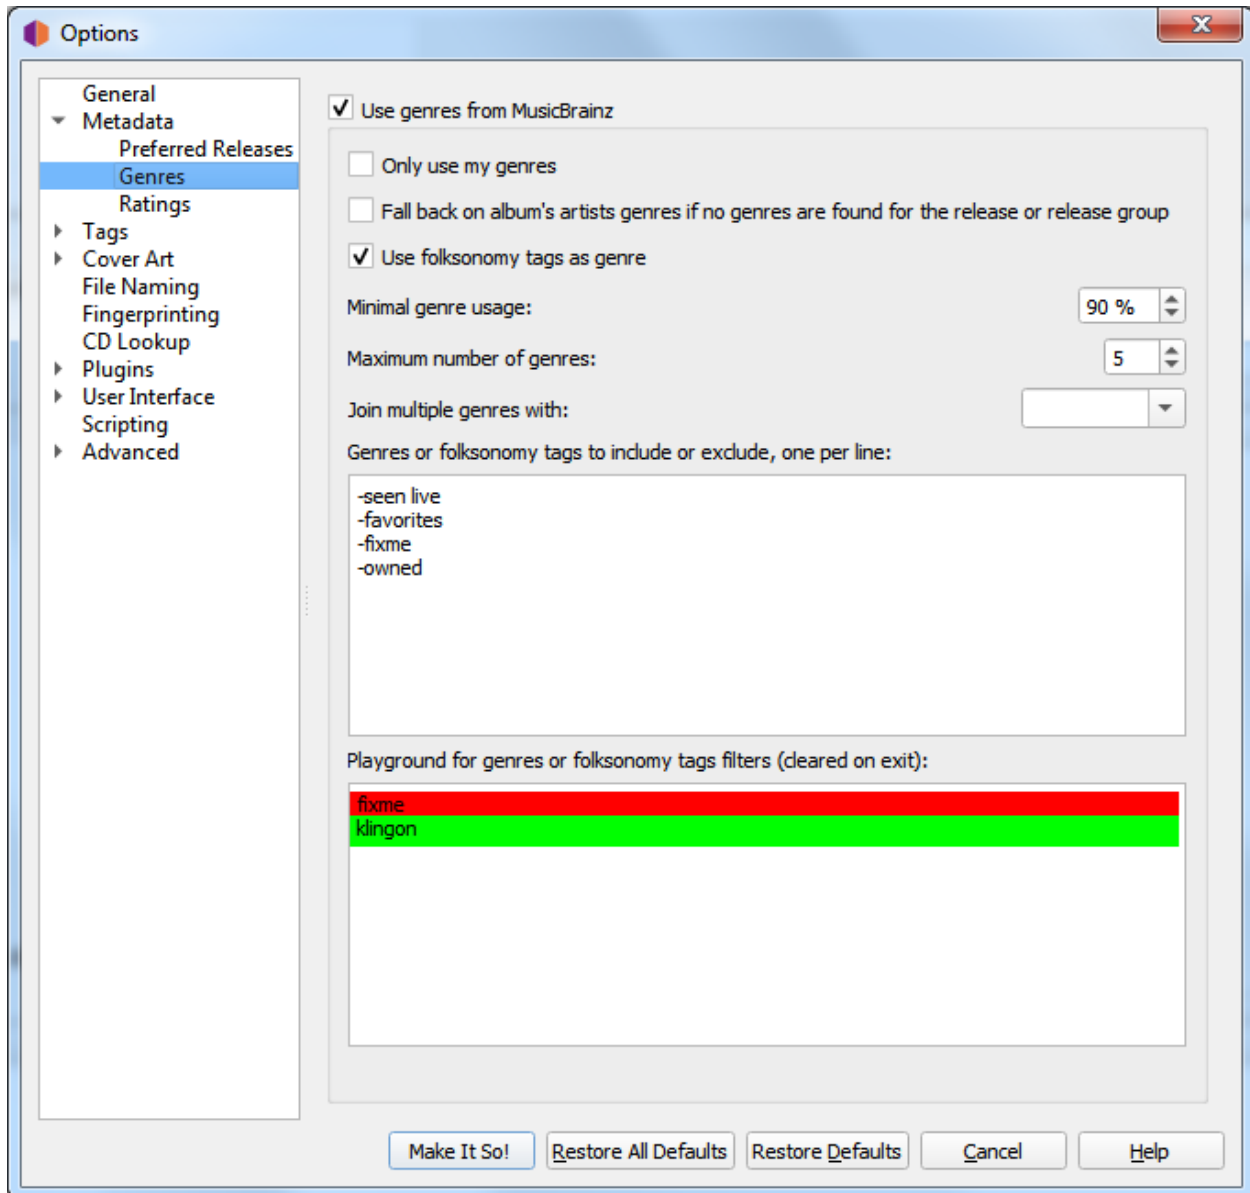 Options
General
Metadata
Preferred Releases
Genres
Ratings
Tags
Cover Art
File Naming
Fingerprinting
CD Lookup
Plugins
User Interface
Scripting
Advanced
Use genres from MusicBrainz
Only use my genres
Fall back on album's artists genres if no genres are found for the release or release group
Use folksonomy tags as genre
Minimal genre usage: 90 %
Maximum number of genres: 5
Join multiple genres with:
Genres or folksonomy tags to include or exclude, one per line:
-seen live
-favorites
-fixme
-owned
Playground for genres or folksonomy tags filters (cleared on exit):
fixme
klingon
Make It So! Restore All Defaults Restore Defaults Cancel Help